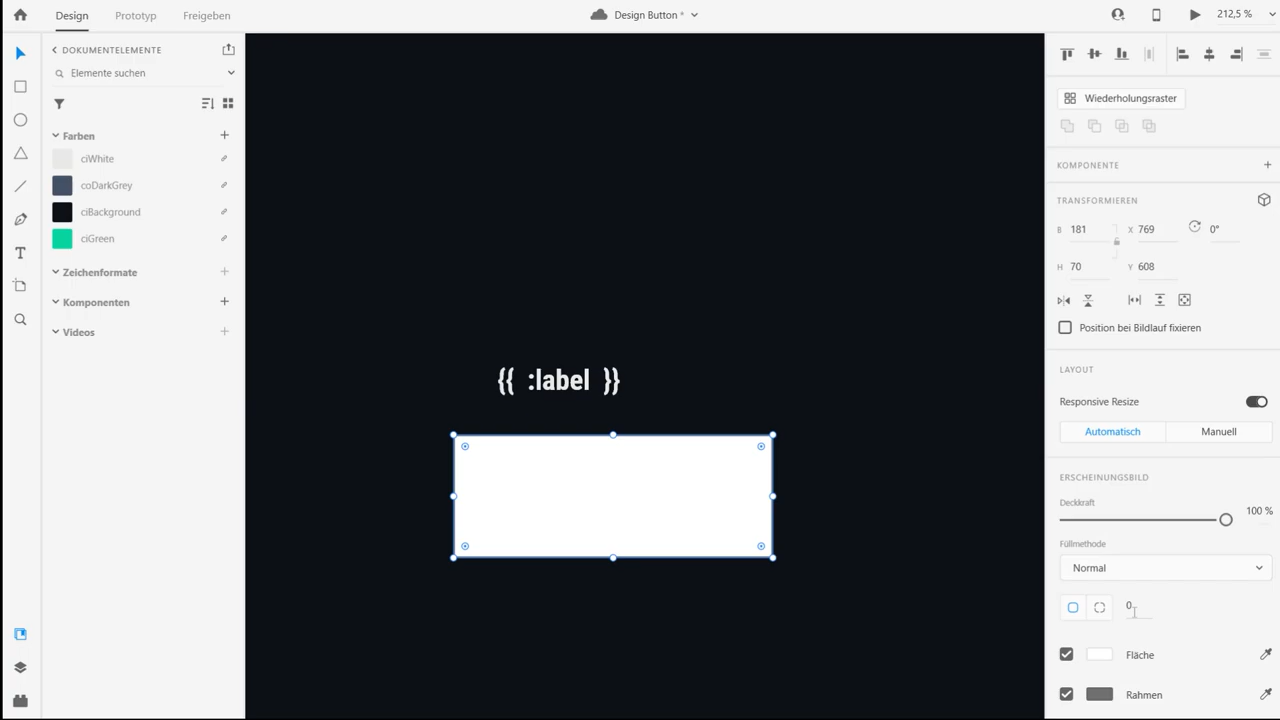 Design
Prototyp
Freigeben
Design Button *
212,5 %
DOKUMENTELEMENTE
Elemente suchen
Farben
ciWhite
coDarkGrey
ciBackground
ciGreen
Zeichenformate
Komponenten
Videos
{{ :label }}
Wiederholungsraster
KOMPONENTE
TRANSFORMIEREN
B 181 X 769 0°
H 70 Y 608
Position bei Bildlauf fixieren
LAYOUT
Responsive Resize
Automatisch Manuell
ERSCHEINUNGSBILD
Deckkraft
100 %
Füllmethode
Normal
0
Fläche
Rahmen